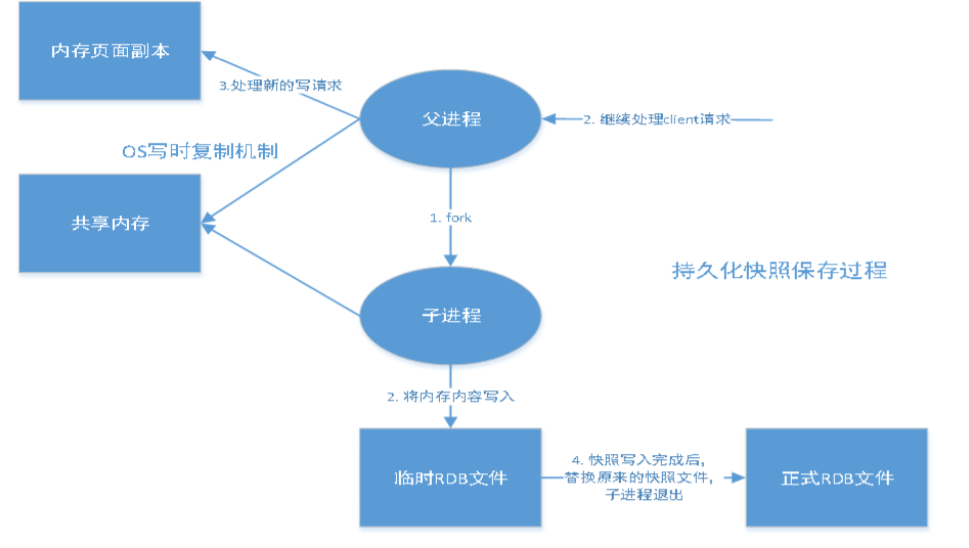 内存页面副本
3.处理新的写请求
父进程
2. 继续处理client请求
OS写时复制机制
共享内存
1. fork
持久化快照保存过程
子进程
2. 将内存内容写入
临时RDB文件
4. 快照写入完成后,
替换原来的快照文件,
子进程退出
正式RDB文件